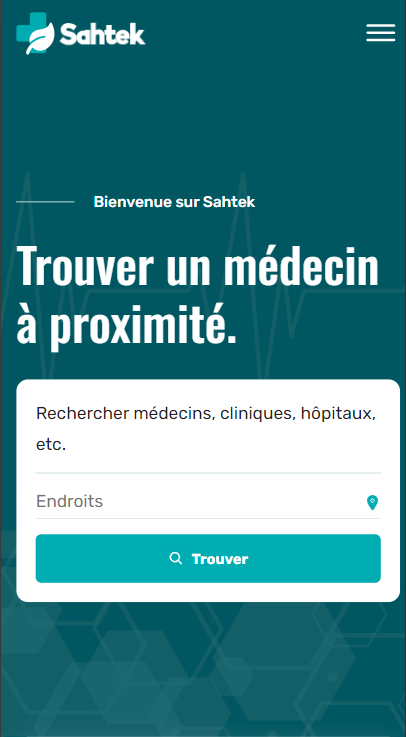 Sahtek
Bienvenue sur Sahtek
Trouver un médecin
à proximité.
Rechercher médecins, cliniques, hôpitaux,
etc.
Endroits
Trouver